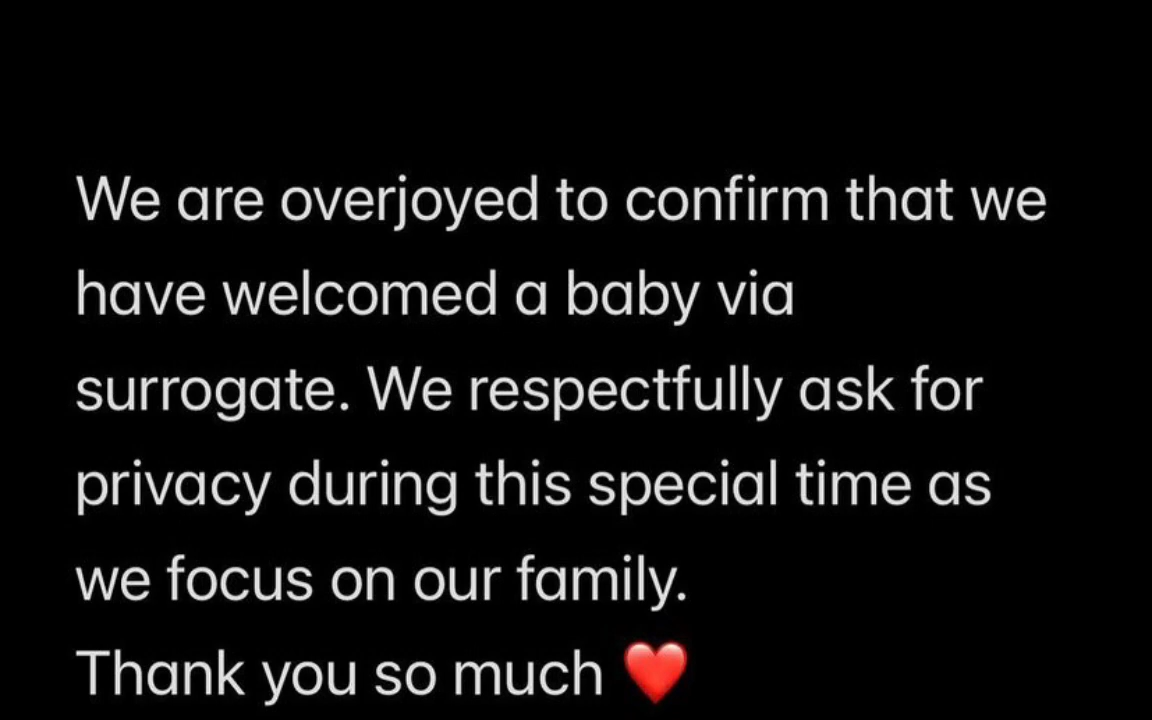 We are overjoyed to confirm that we
have welcomed a baby via
surrogate. We respectfully ask for
privacy during this special time as
we focus on our family.
Thank you so much ❤️